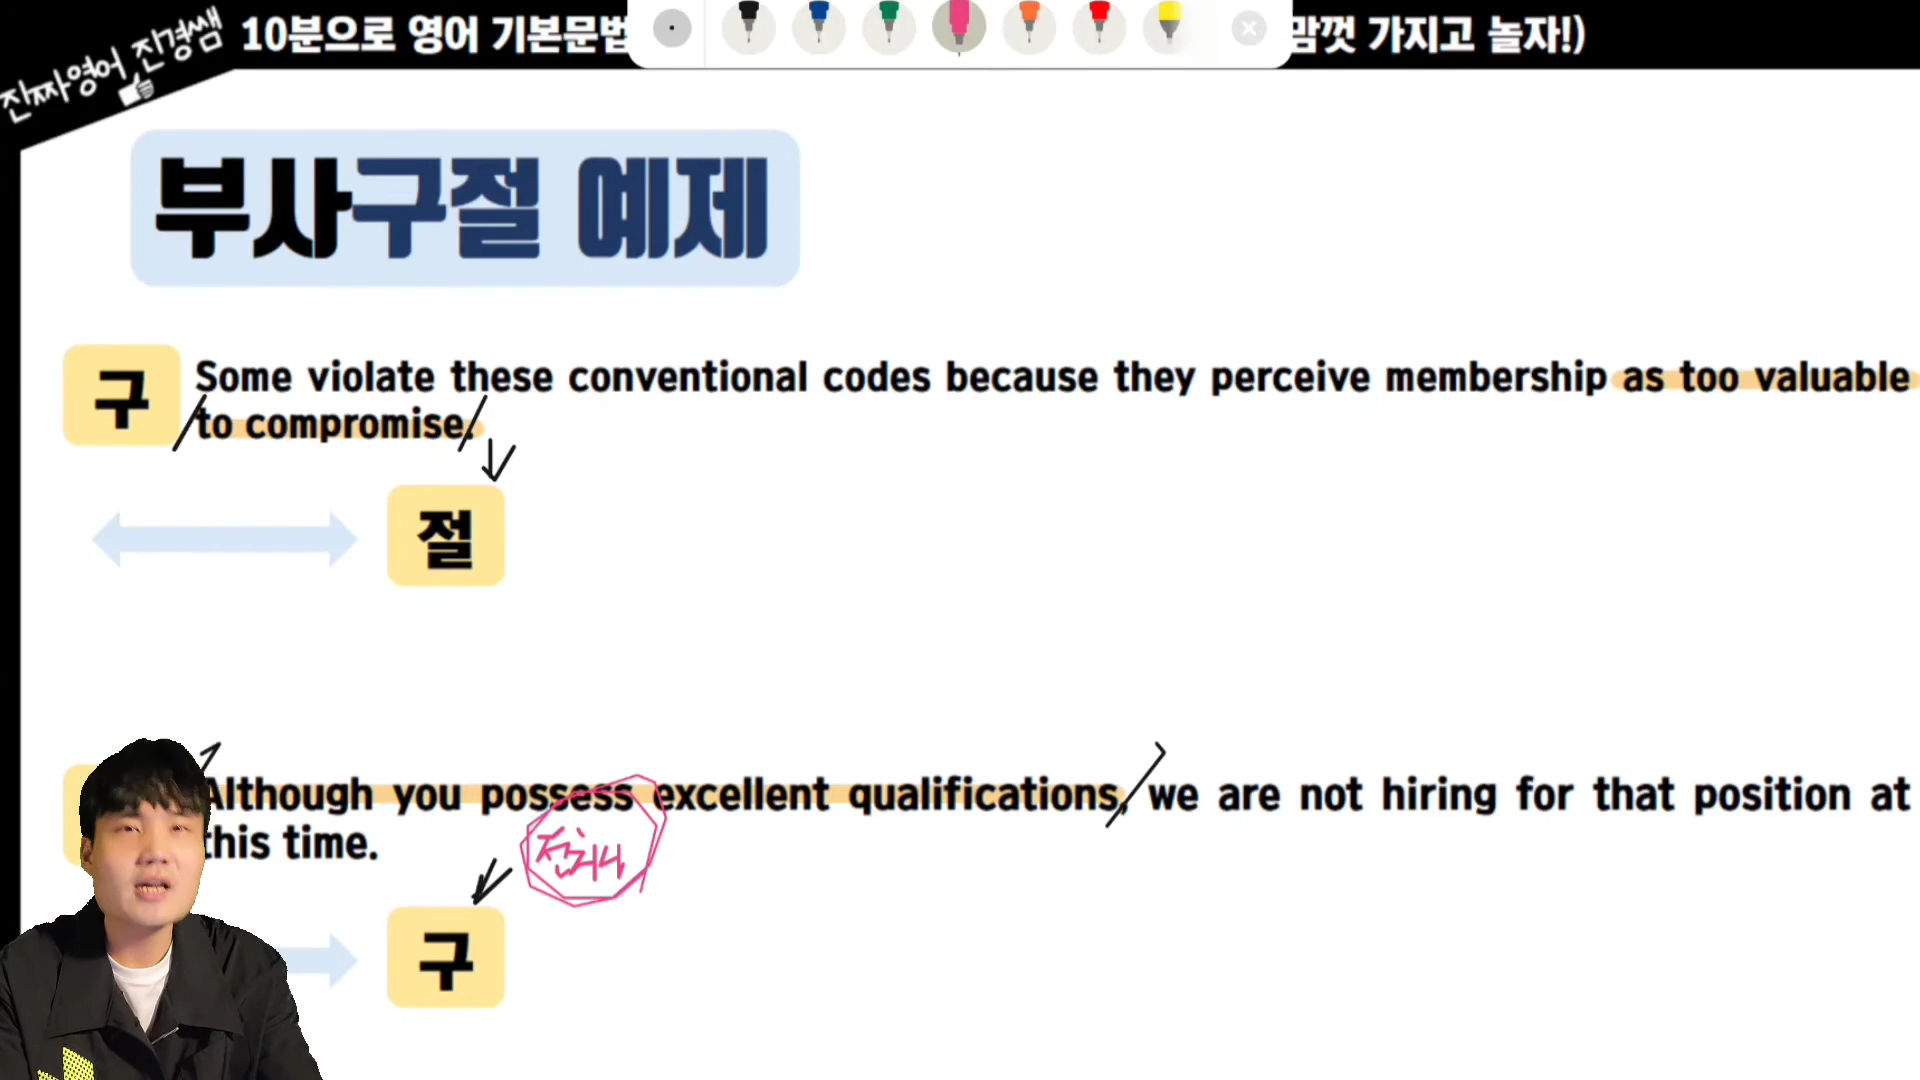 진짜영어 진경쌤
10분으로 영어 기본문법
맘껏 가지고 놀자!)
부사구절 예제
구
Some violate these conventional codes because they perceive membership as too valuable
to compromise.
절
Although you possess excellent qualifications, we are not hiring for that position at
this time.
구